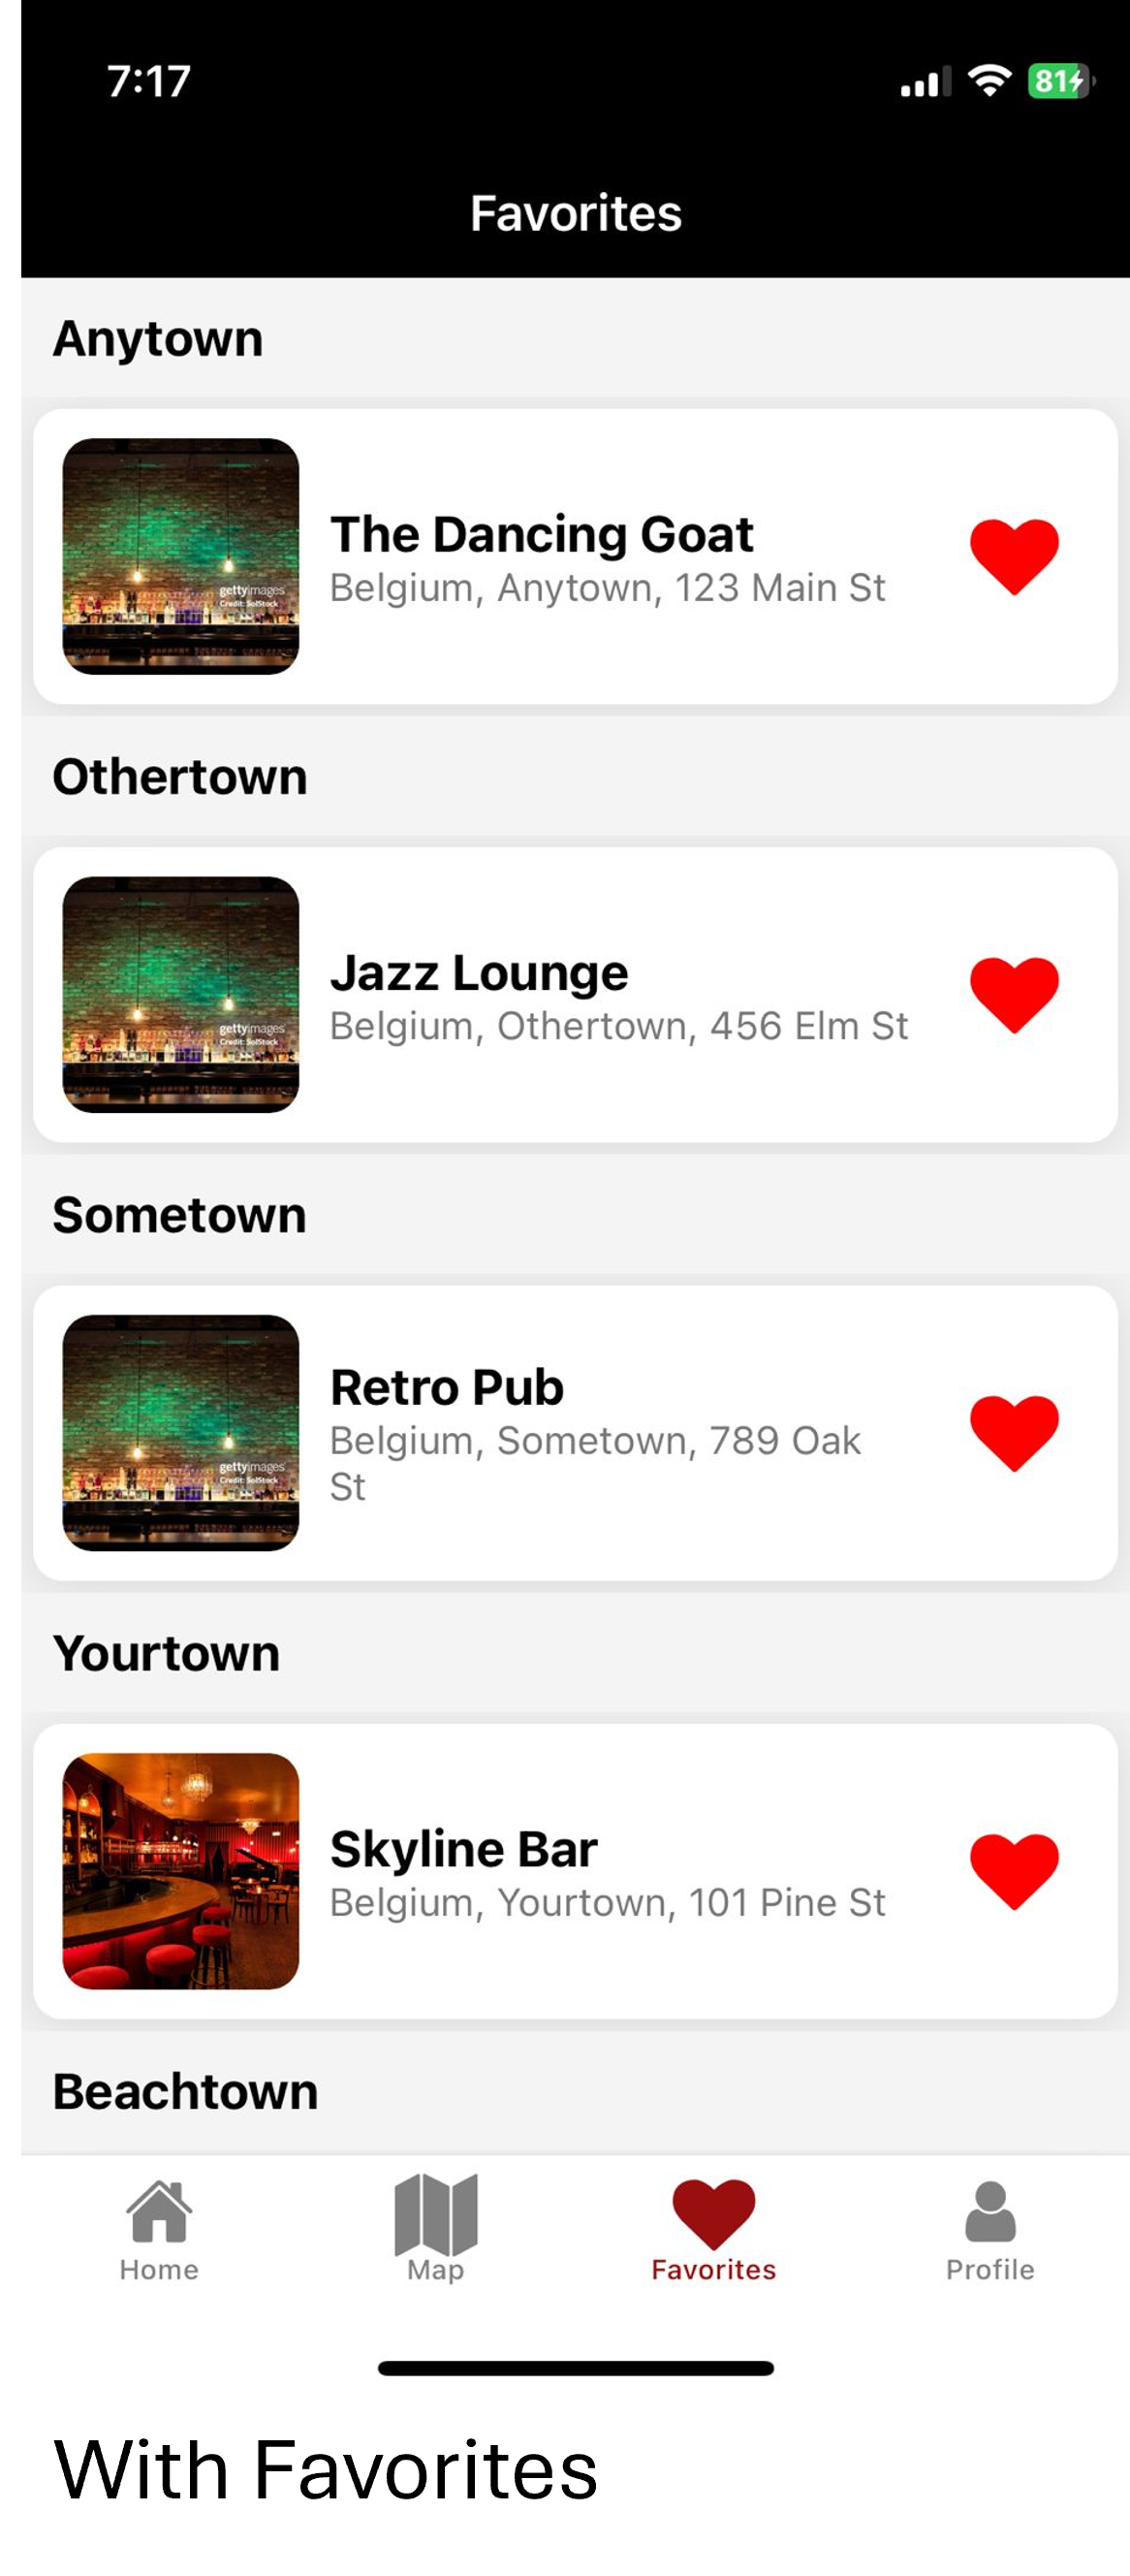 7:17
81
Favorites
Anytown
gettyimages
Credit: SolStock
The Dancing Goat
Belgium, Anytown, 123 Main St
Othertown
gettyimages
Credit: SolStock
Jazz Lounge
Belgium, Othertown, 456 Elm St
Sometown
gettyimages
Credit: SolStock
Retro Pub
Belgium, Sometown, 789 Oak
St
Yourtown
Skyline Bar
Belgium, Yourtown, 101 Pine St
Beachtown
Home
Map
Favorites
Profile
With Favorites